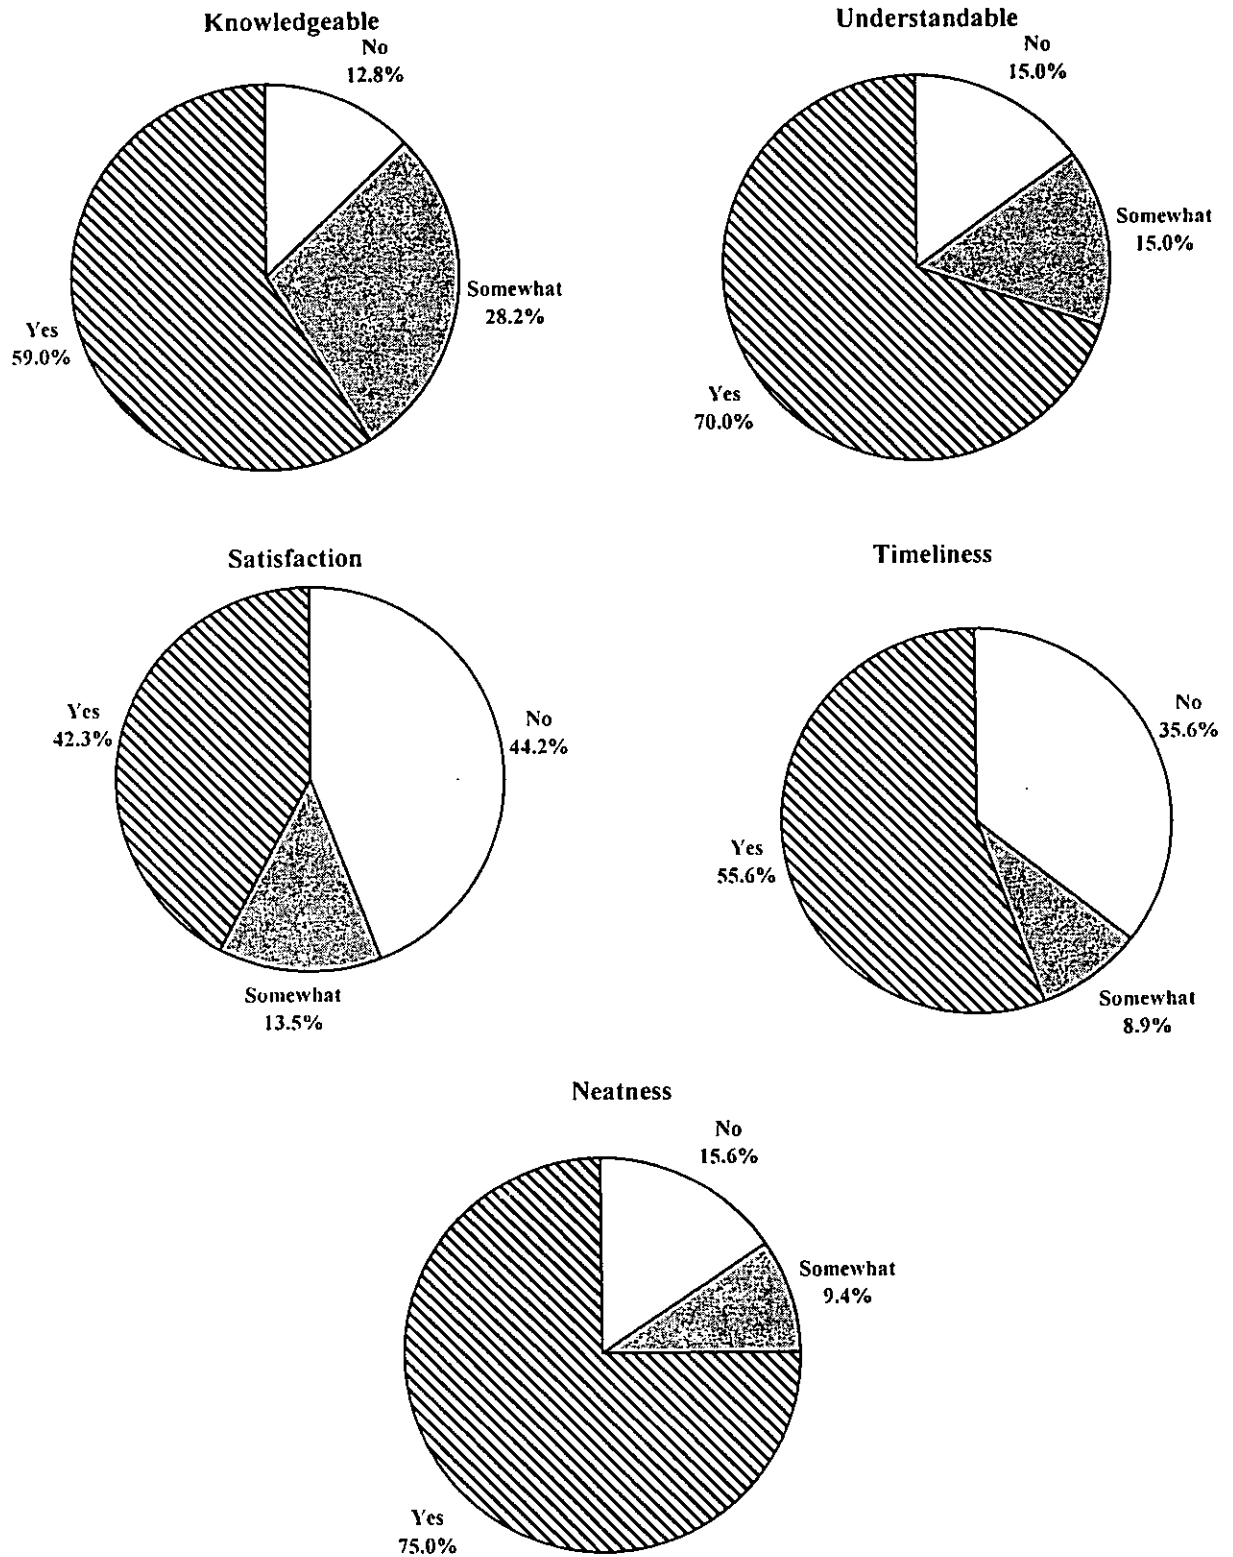 Knowledgeable
No
12.8%
Somewhat
28.2%
Yes
59.0%
Understandable
No
15.0%
Somewhat
15.0%
Yes
70.0%
Satisfaction
Yes
42.3%
No
44.2%
Somewhat
13.5%
Timeliness
No
35.6%
Yes
55.6%
Somewhat
8.9%
Neatness
No
15.6%
Somewhat
9.4%
Yes
75.0%